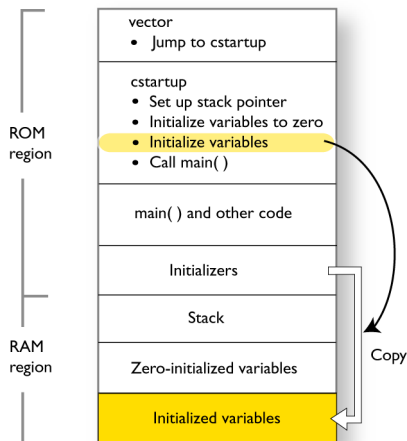 vector
• Jump to cstartup
cstartup
• Set up stack pointer
• Initialize variables to zero
• Initialize variables
• Call main( )
ROM
region
main( ) and other code
Initializers
Stack
RAM
region
Zero-initialized variables
Copy
Initialized variables